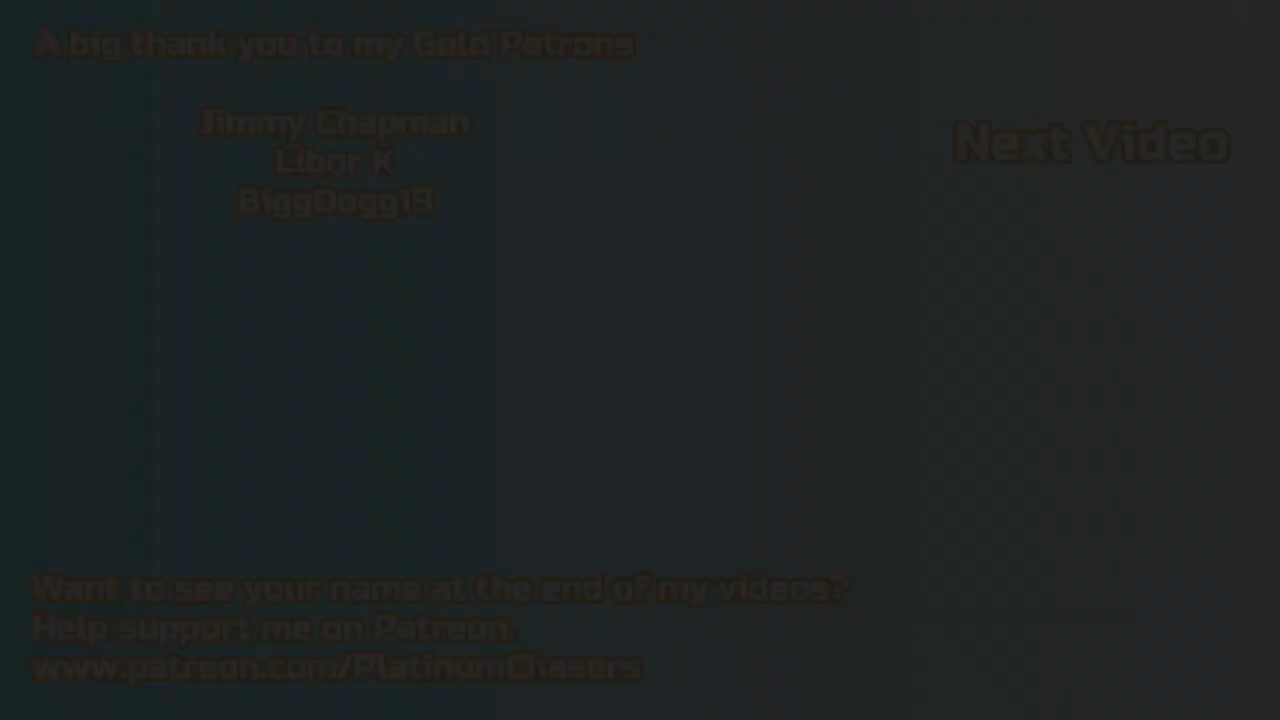 A big thank you to my Gold Patrons
Jimmy Chapman
Libor K
BiggDogg19
Next Video
Want to see your name at the end of my videos?
Help support me on Patreon.
www.patreon.com/PlatinumChasers